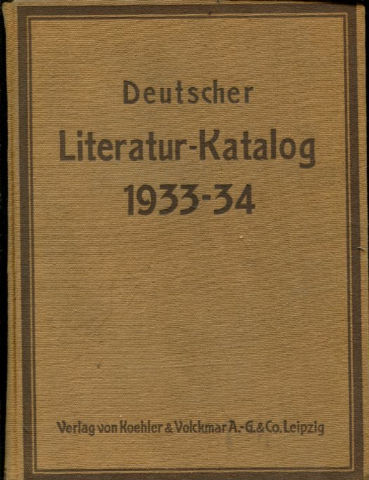 Deutscher
Literatur-Katalog
1933-34
Verlag von Koehler & Volckmar A.-G. & Co. Leipzig